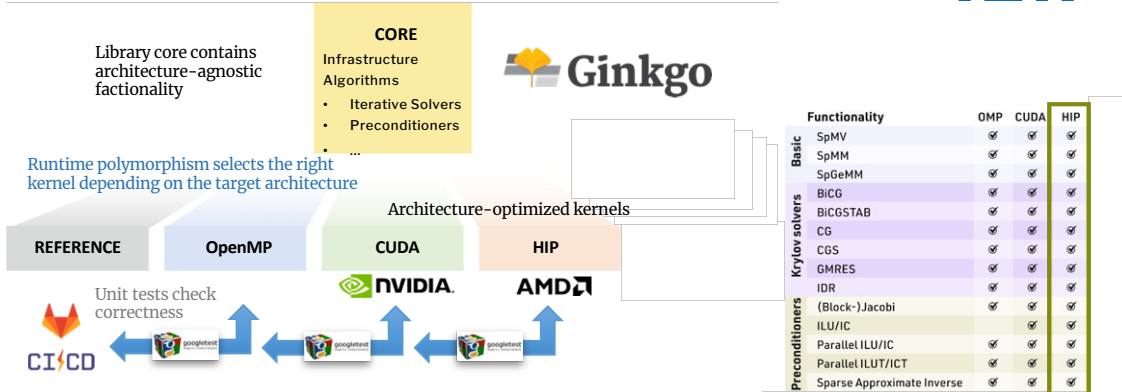 CORE
Infrastructure
Algorithms
• Iterative Solvers
• Preconditioners
• ...
Library core contains
architecture-agnostic
factionality
Ginkgo
Runtime polymorphism selects the right
kernel depending on the target architecture
Architecture-optimized kernels
REFERENCE
OpenMP
CUDA
HIP
NVIDIA.
AMD
Unit tests check
correctness
CI CD
googletest
googletest
googletest
Functionality OMP CUDA HIP
Basic
SpMV
SpMM
SpGeMM
Krylov solvers
BiCG
BiCGSTAB
CG
CGS
GMRES
IDR
Preconditioners
(Block-)Jacobi
ILU/IC
Parallel ILU/IC
Parallel ILUT/ICT
Sparse Approximate Inverse